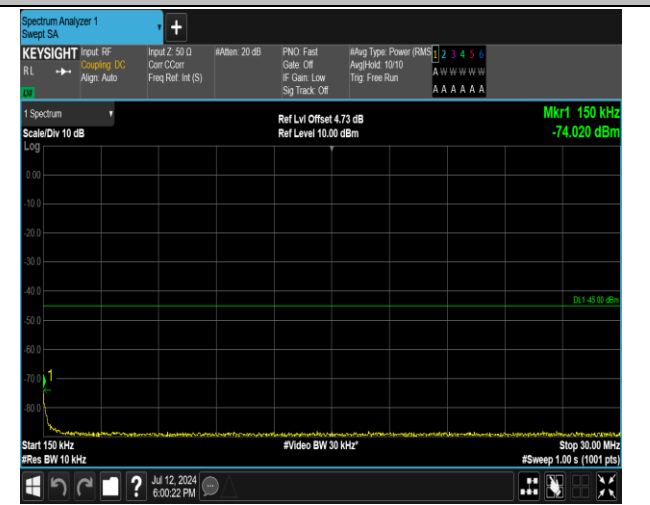 Spectrum Analyzer 1
Swept SA
+
KEYSIGHT Input: RF Input Z: 50 Ω #Atten: 20 dB PNO: Fast #Avg Type: Power (RMS 1 2 3 4 5 6
RL Coupling: DC Corr CCorr Gate: Off Avg|Hold: 10/10 A W W W W W
Align: Auto Freq Ref: Int (S) IF Gain: Low Trig: Free Run
Sig Track: Off A A A A A A
1 Spectrum Ref Lvl Offset 4.73 dB Mkr1 150 kHz
Scale/Div 10 dB Ref Level 10.00 dBm -74.020 dBm
Log
0.00
-10.0
-20.0
-30.0
-40.0
DL1 -45.00 dBm
-50.0
-60.0
-70.0 1
-80.0
Start 150 kHz #Video BW 30 kHz* Stop 30.00 MHz
#Res BW 10 kHz #Sweep 1.00 s (1001 pts)
? Jul 12, 2024
6:00:22 PM